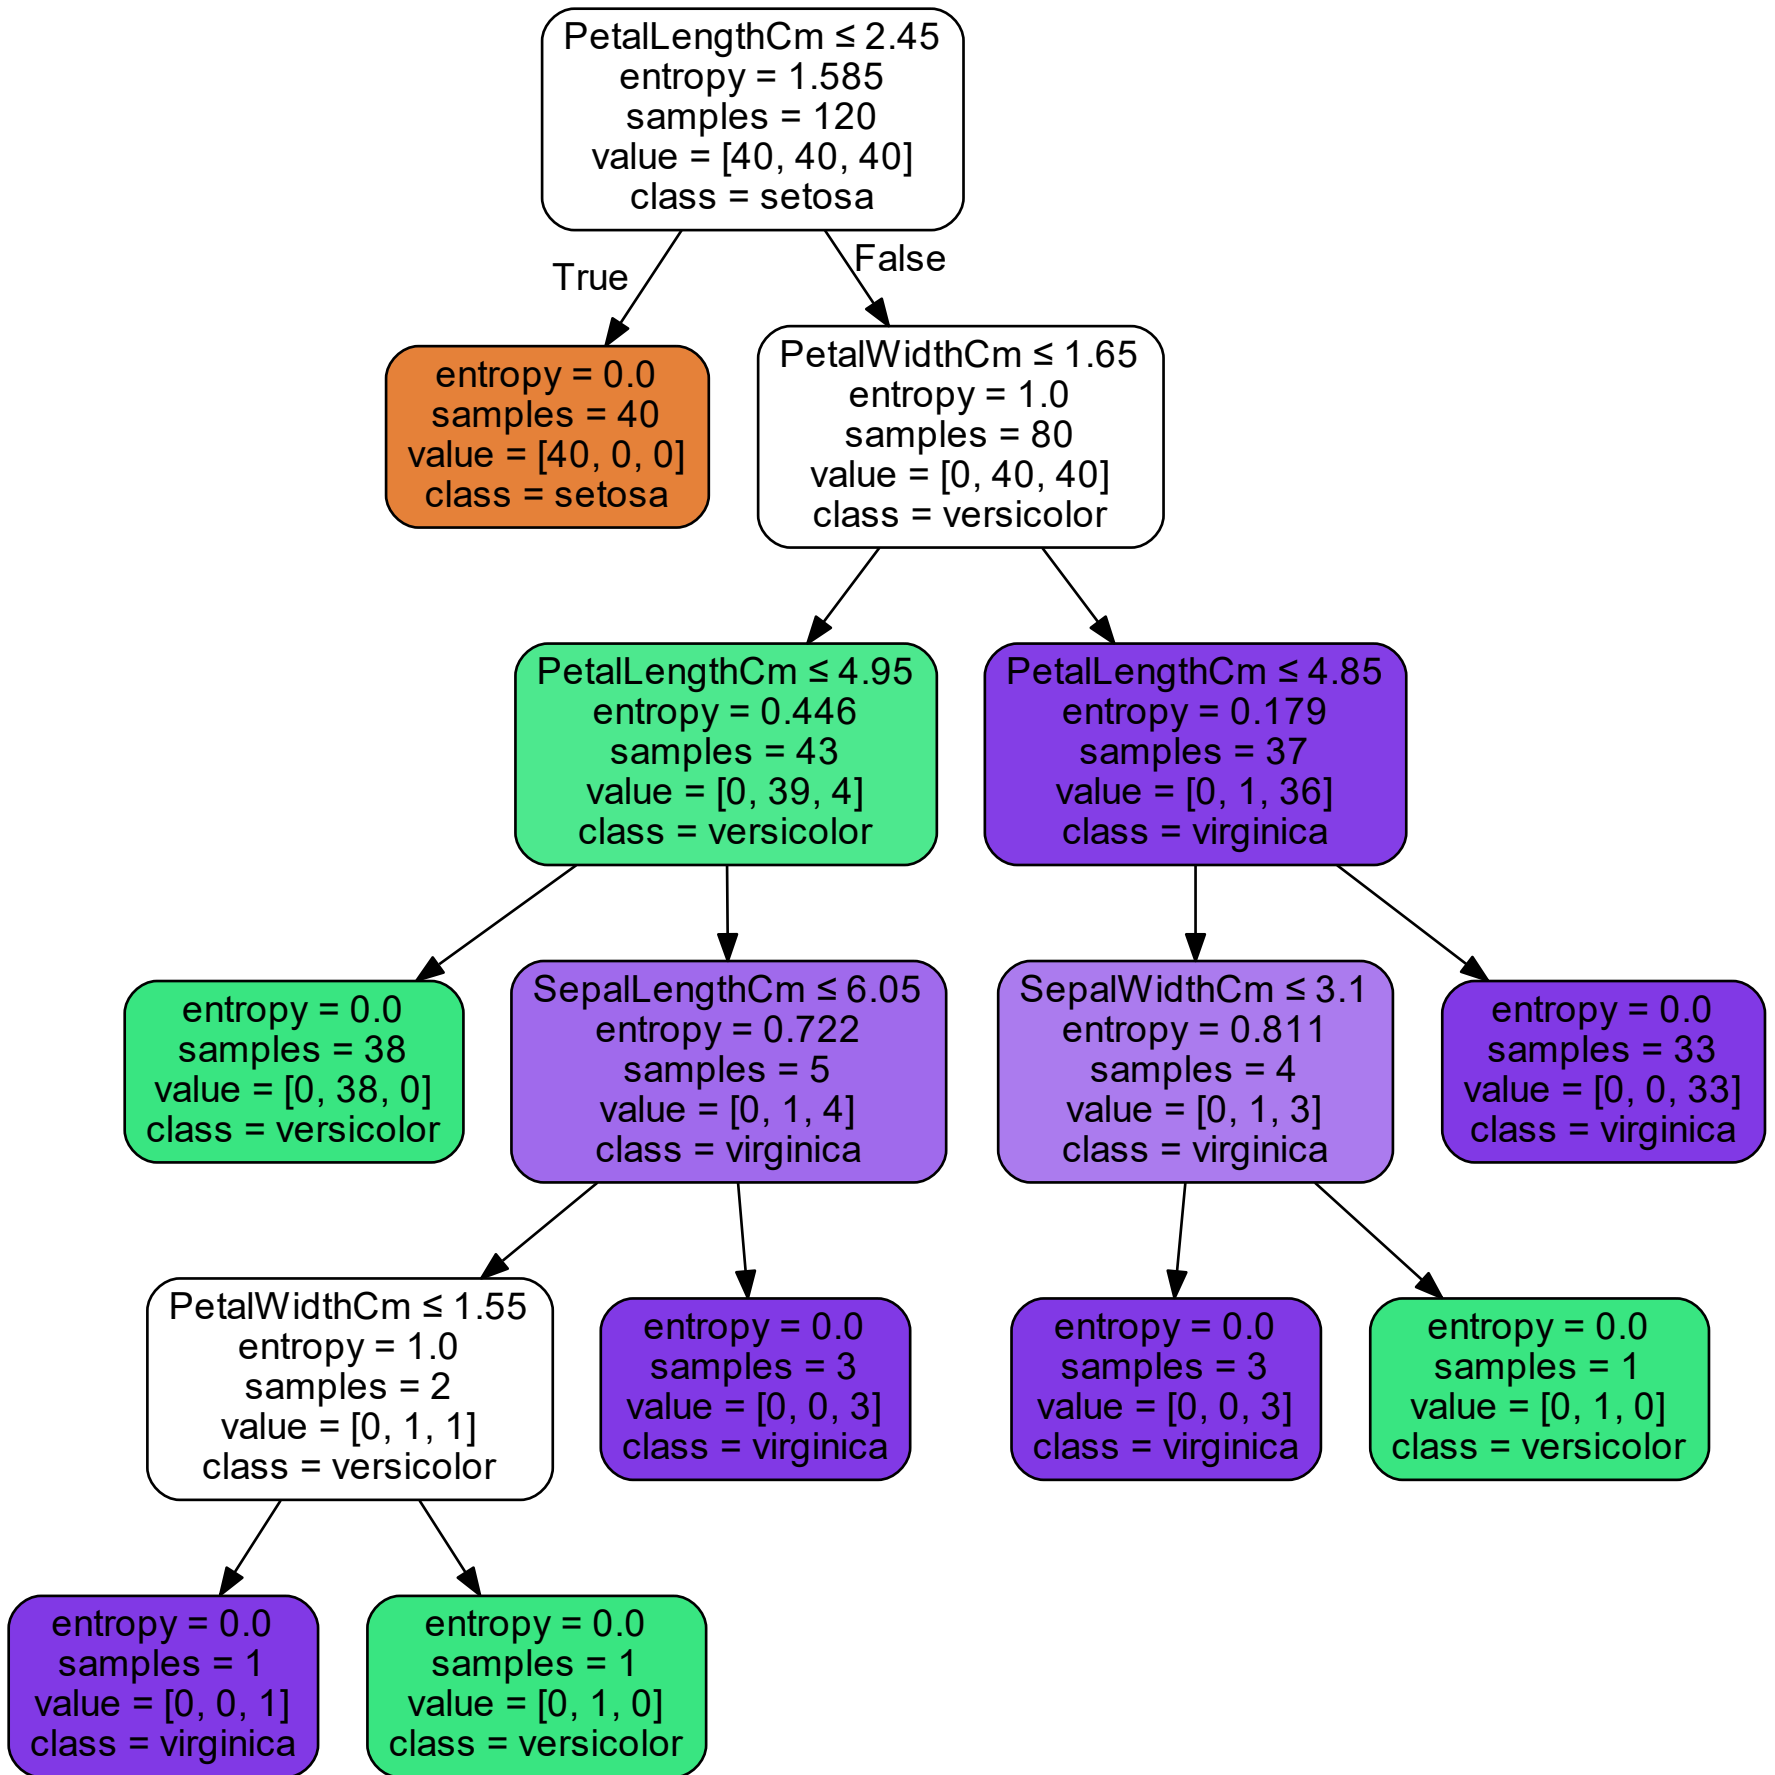 PetalLengthCm ≤ 2.45
entropy = 1.585
samples = 120
value = [40, 40, 40]
class = setosa
True
False
entropy = 0.0
samples = 40
value = [40, 0, 0]
class = setosa
PetalWidthCm ≤ 1.65
entropy = 1.0
samples = 80
value = [0, 40, 40]
class = versicolor
PetalLengthCm ≤ 4.95
entropy = 0.446
samples = 43
value = [0, 39, 4]
class = versicolor
PetalLengthCm ≤ 4.85
entropy = 0.179
samples = 37
value = [0, 1, 36]
class = virginica
entropy = 0.0
samples = 38
value = [0, 38, 0]
class = versicolor
SepalLengthCm ≤ 6.05
entropy = 0.722
samples = 5
value = [0, 1, 4]
class = virginica
SepalWidthCm ≤ 3.1
entropy = 0.811
samples = 4
value = [0, 1, 3]
class = virginica
entropy = 0.0
samples = 33
value = [0, 0, 33]
class = virginica
PetalWidthCm ≤ 1.55
entropy = 1.0
samples = 2
value = [0, 1, 1]
class = versicolor
entropy = 0.0
samples = 3
value = [0, 0, 3]
class = virginica
entropy = 0.0
samples = 3
value = [0, 0, 3]
class = virginica
entropy = 0.0
samples = 1
value = [0, 1, 0]
class = versicolor
entropy = 0.0
samples = 1
value = [0, 0, 1]
class = virginica
entropy = 0.0
samples = 1
value = [0, 1, 0]
class = versicolor